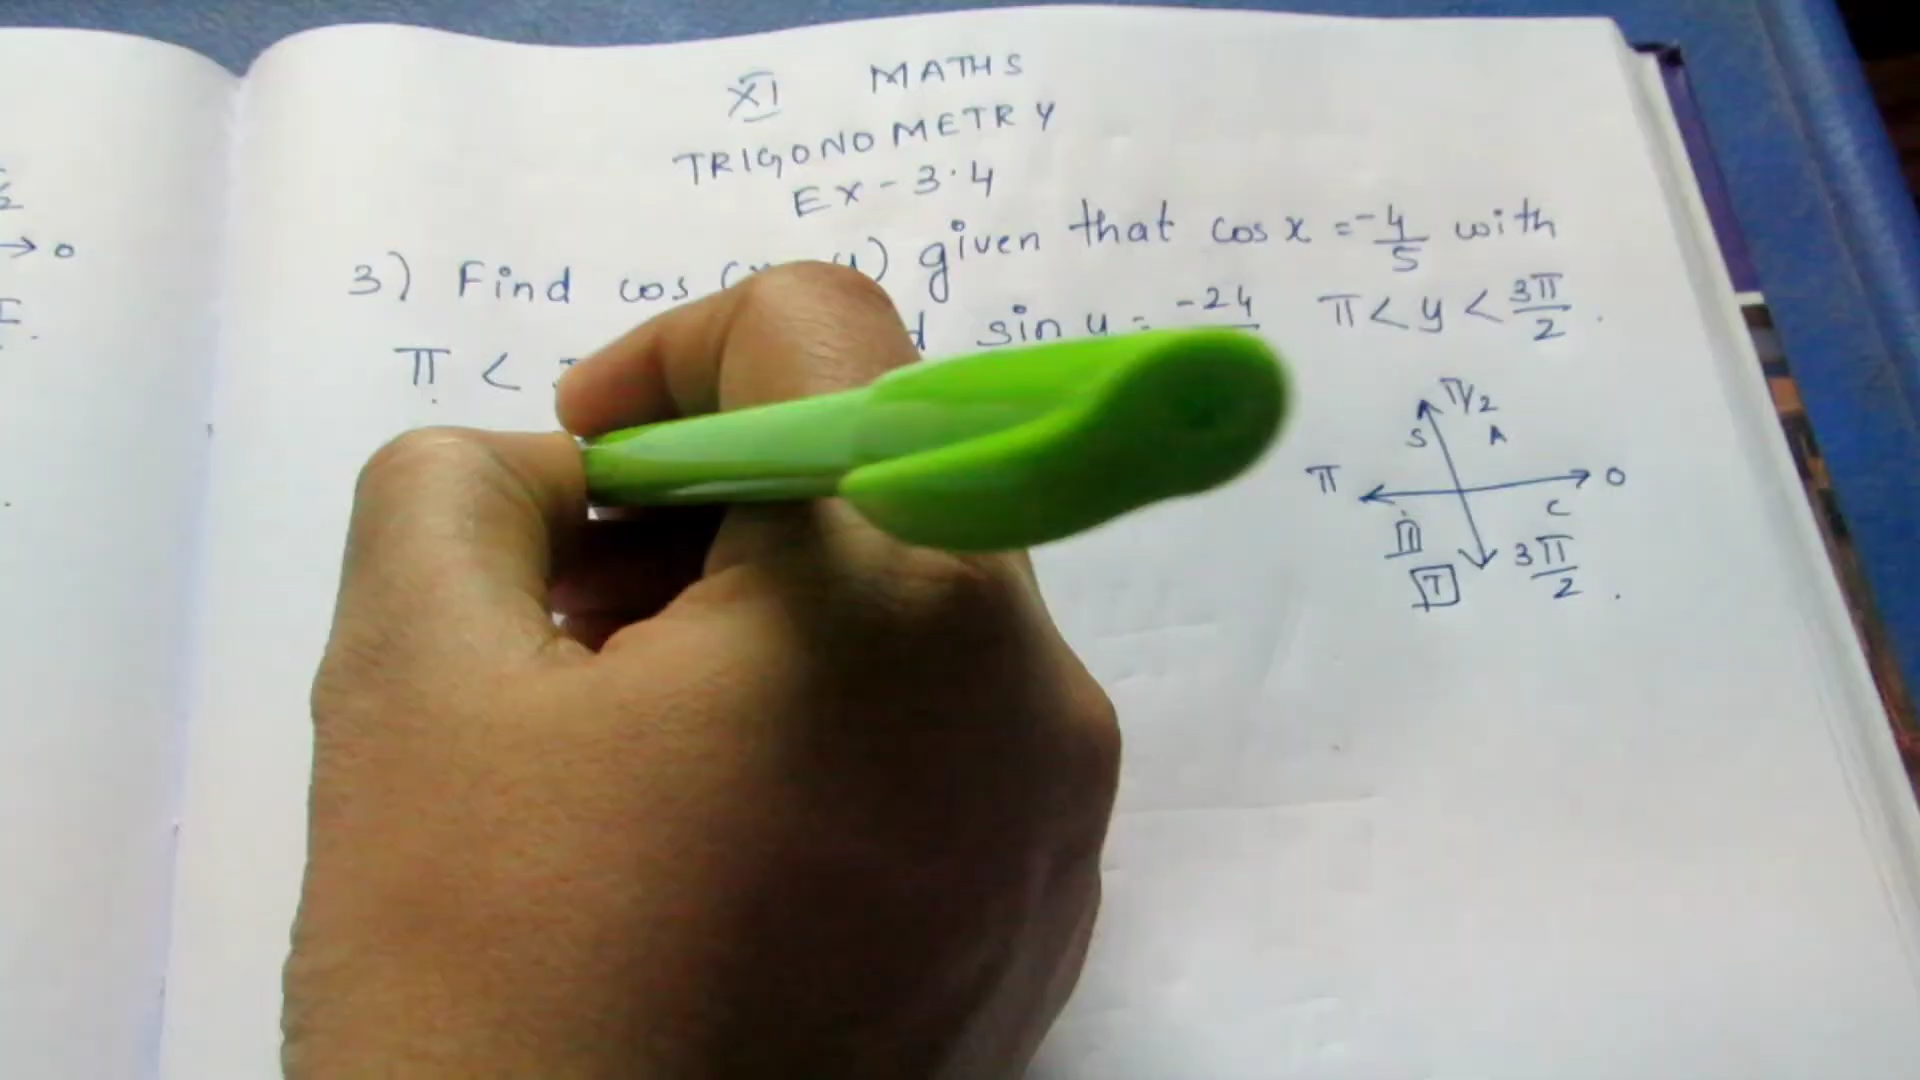 XI MATHS
TRIGONOMETRY
EX - 3.4
3) Find cos given that cos x = -4/5 with
π < sin y = -24 π < y < 3π/2 .
π/2
S A
π 0
III C
T 3π/2 .
→ 0